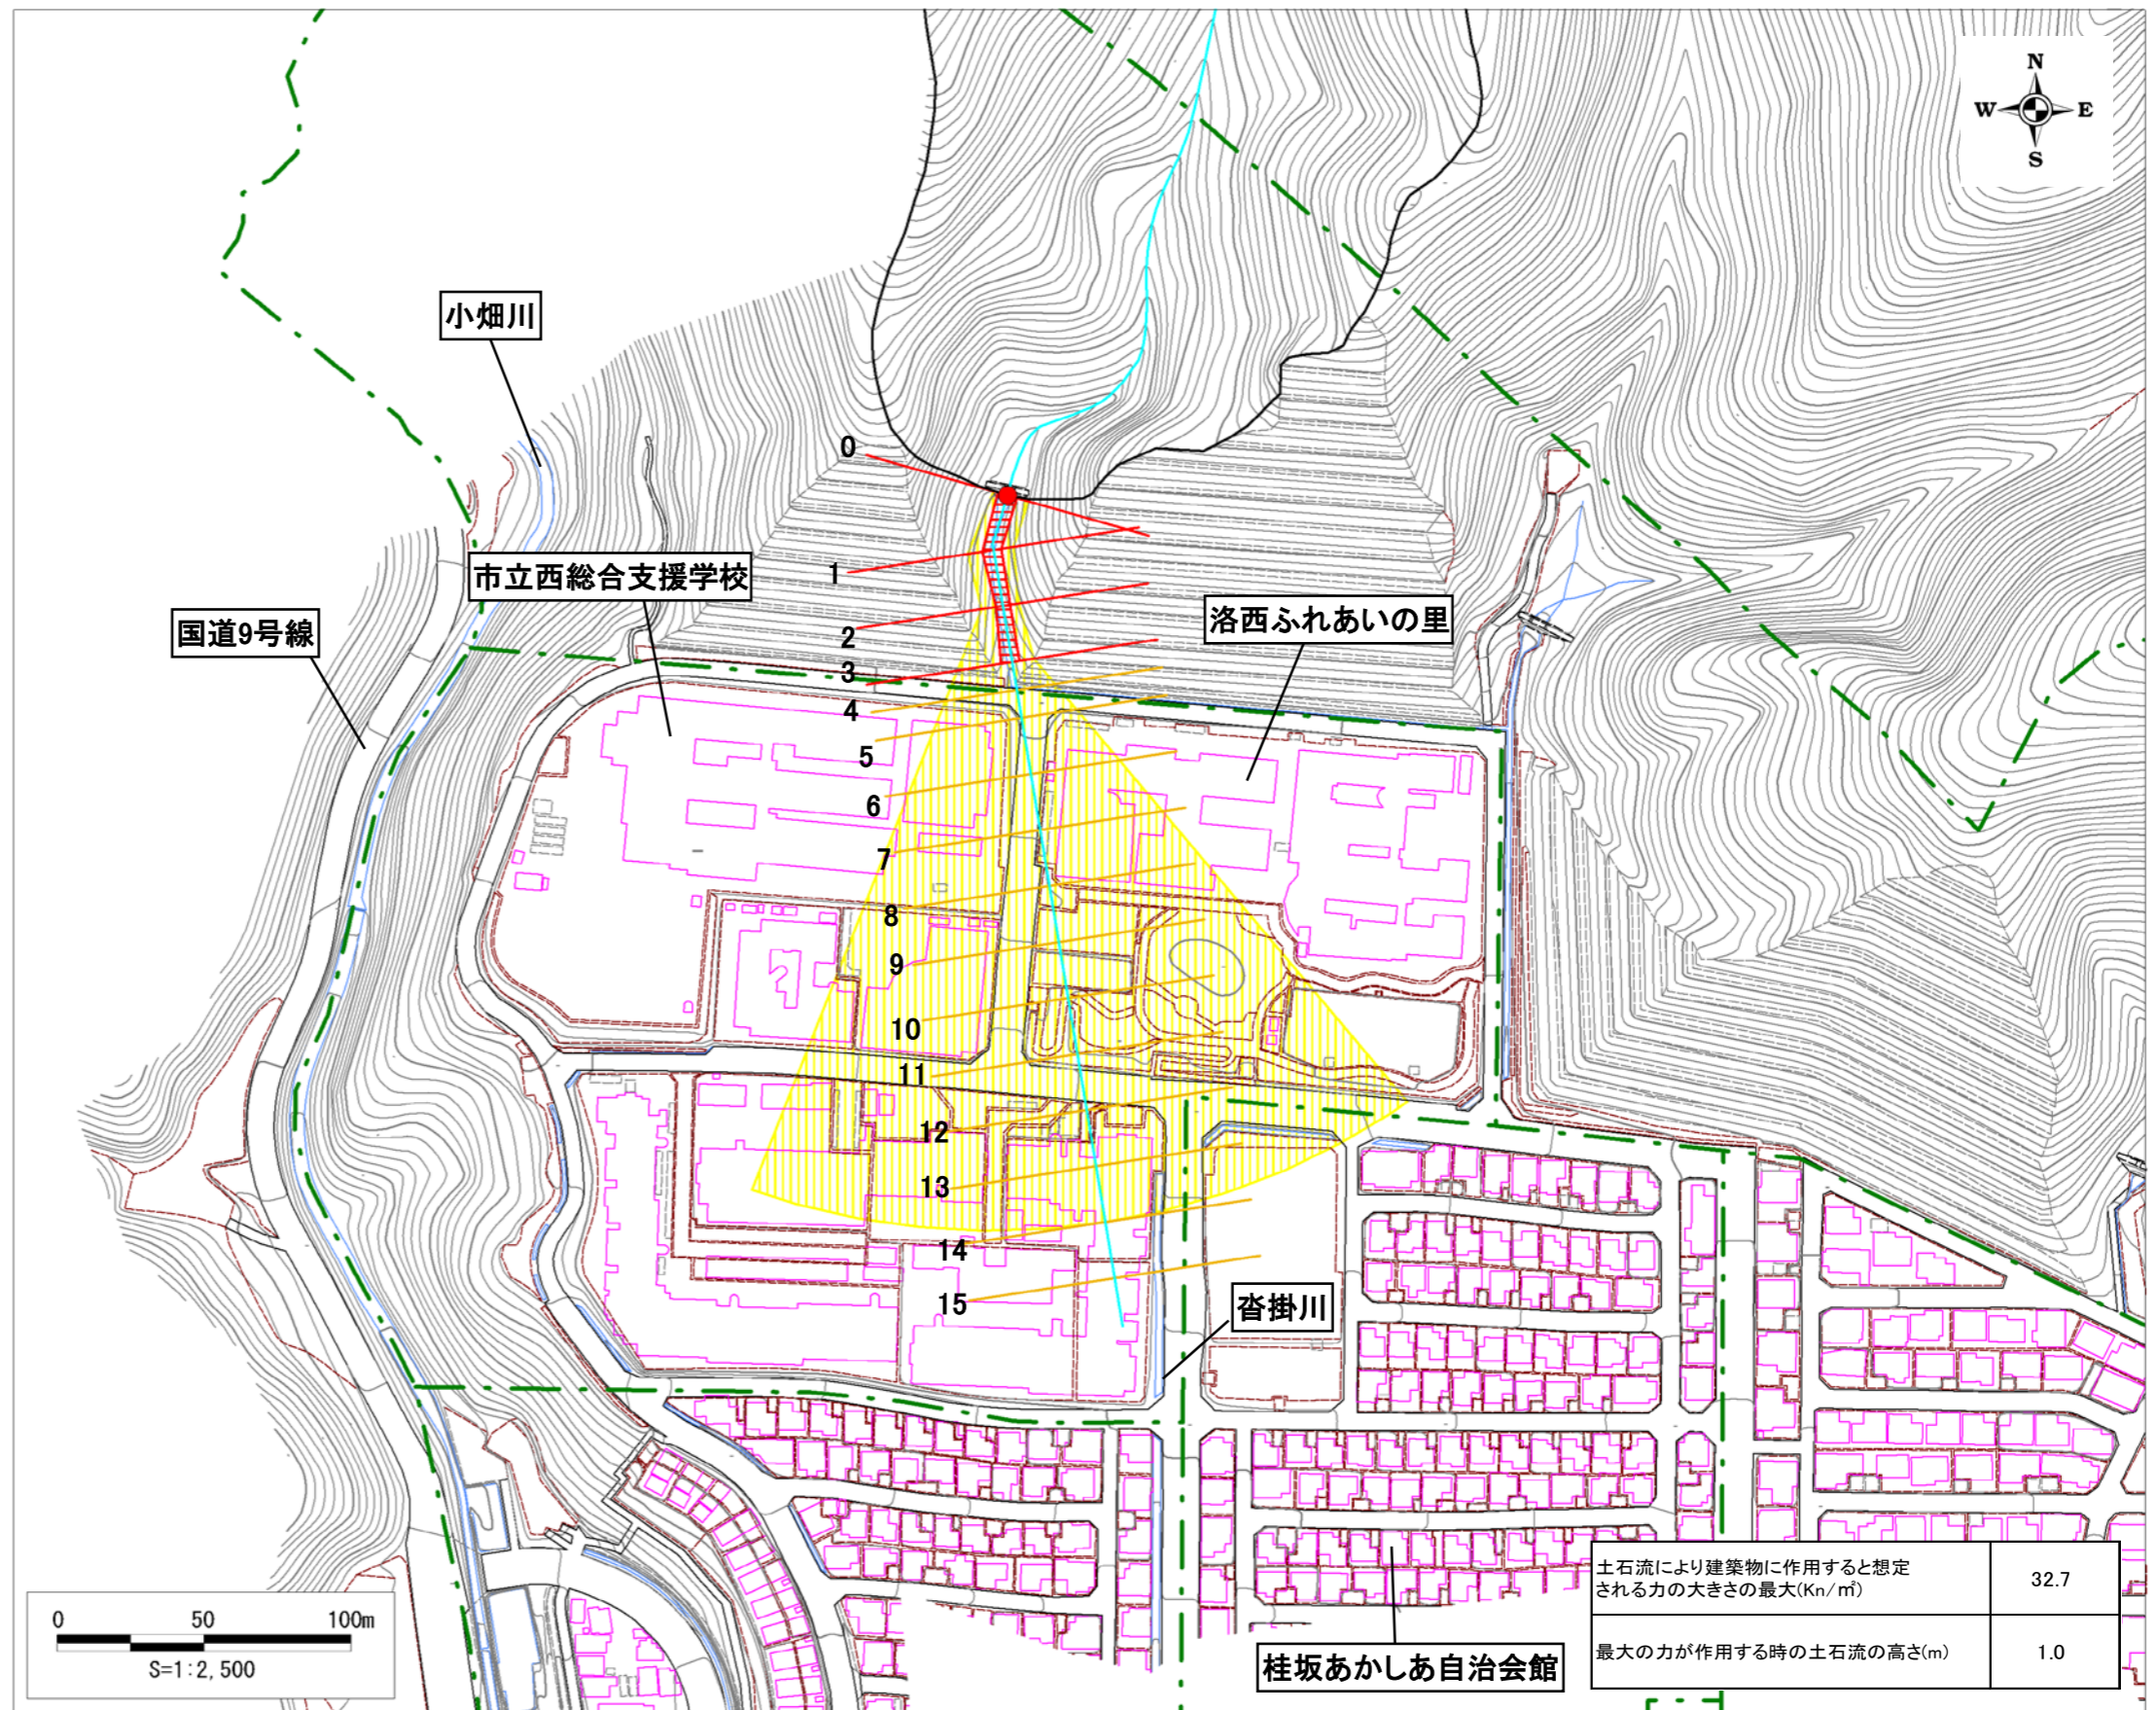 N
W E
S
小畑川
0
市立西総合支援学校
1
洛西ふれあいの里
国道9号線
2
3
4
5
6
7
8
9
10
11
12
13
14
15
沓掛川
土石流により建築物に作用すると想定
される力の大きさの最大(Kn/㎡)
32.7
最大の力が作用する時の土石流の高さ(m)
1.0
桂坂あかしあ自治会館
0 50 100m
S=1:2,500